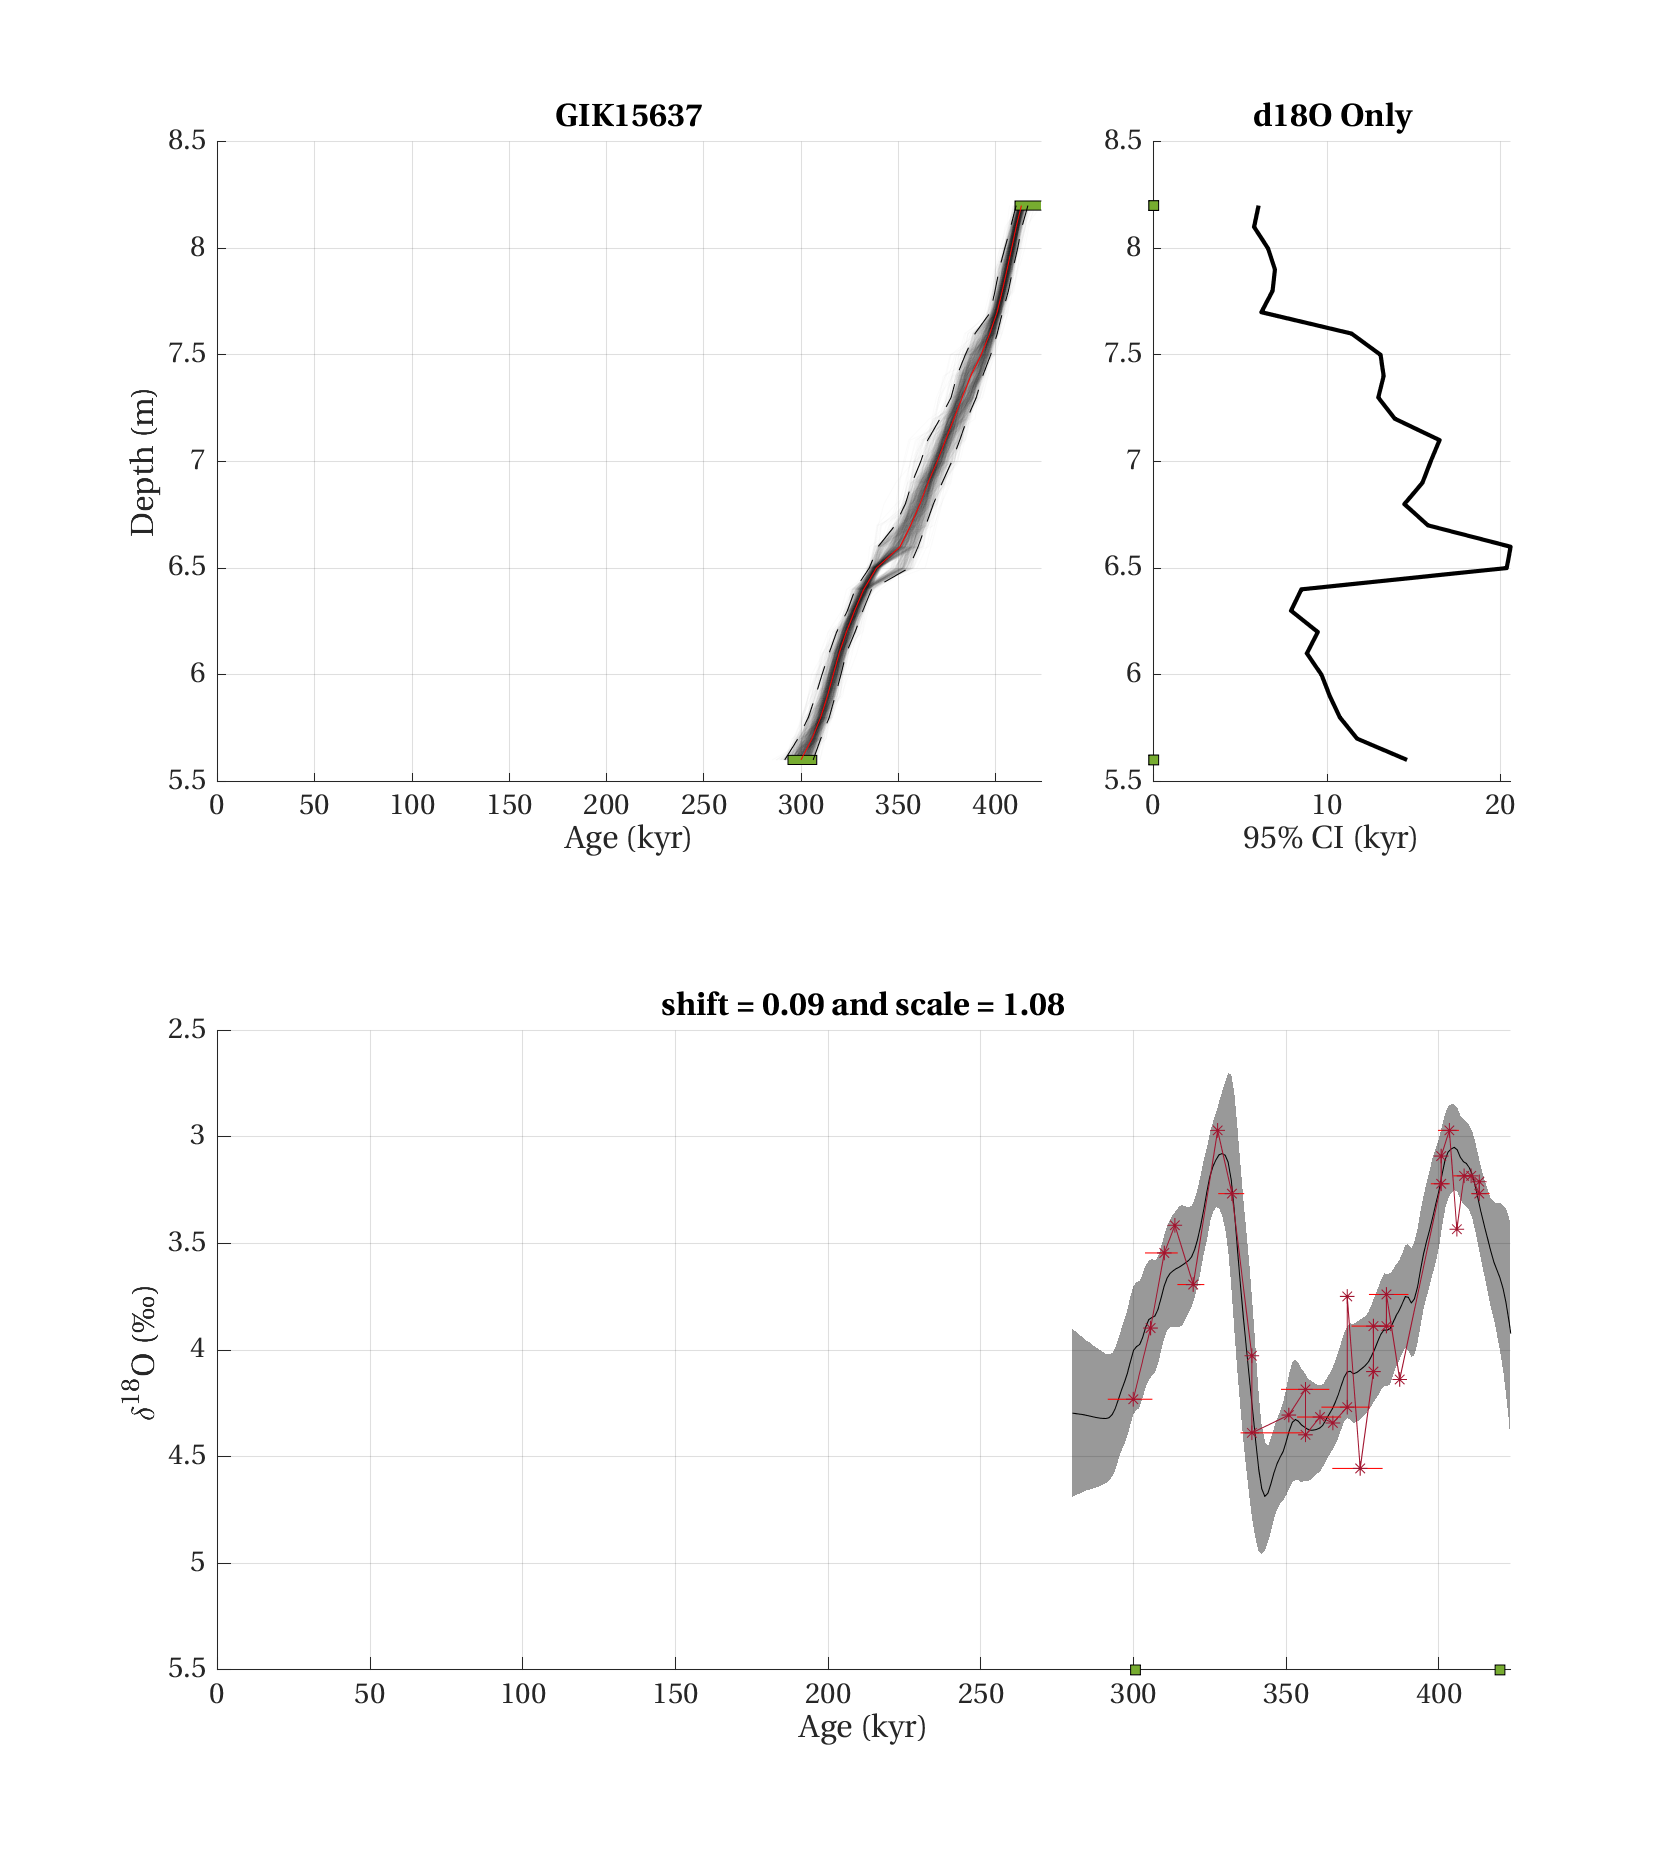 GIK15637
d18O Only
8.5
8
7.5
7
6.5
6
5.5
Depth (m)
0 50 100 150 200 250 300 350 400
Age (kyr)
8.5
8
7.5
7
6.5
6
5.5
0 10 20
95% CI (kyr)
shift = 0.09 and scale = 1.08
2.5
3
3.5
4
4.5
5
5.5
δ¹⁸O (‰)
0 50 100 150 200 250 300 350 400
Age (kyr)